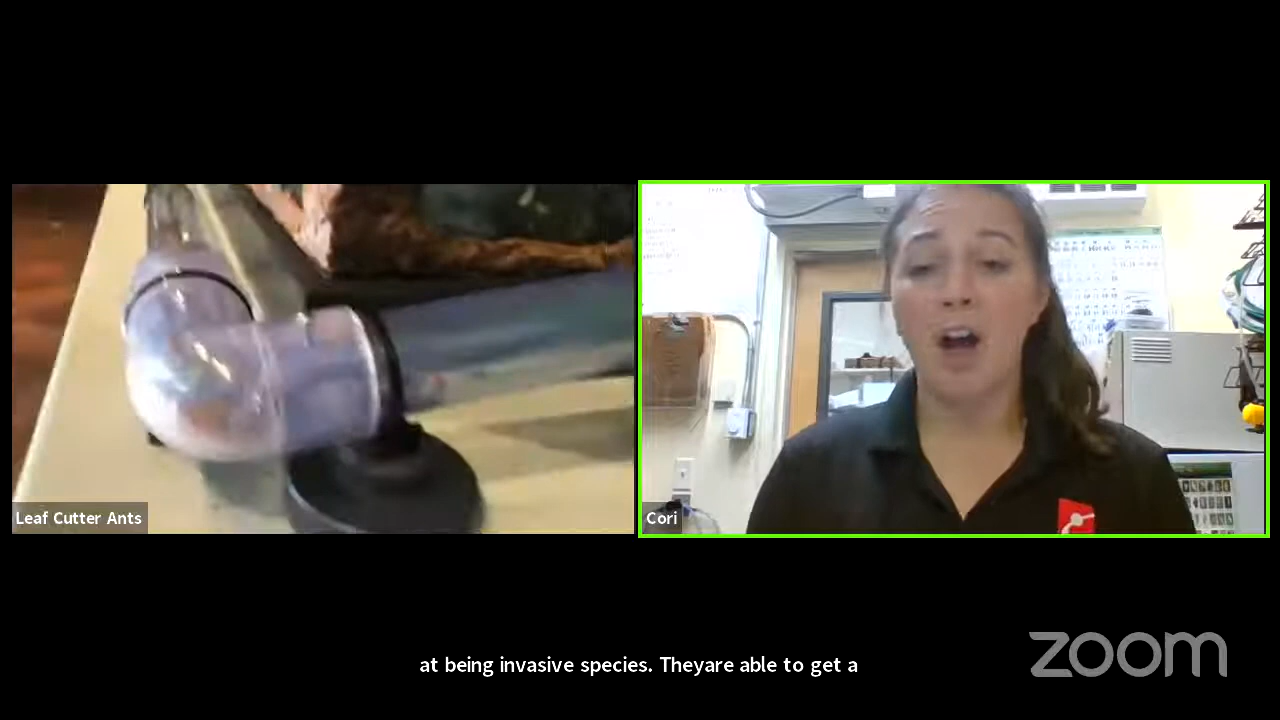 Leaf Cutter Ants
Cori
at being invasive species. Theyare able to get a
zoom